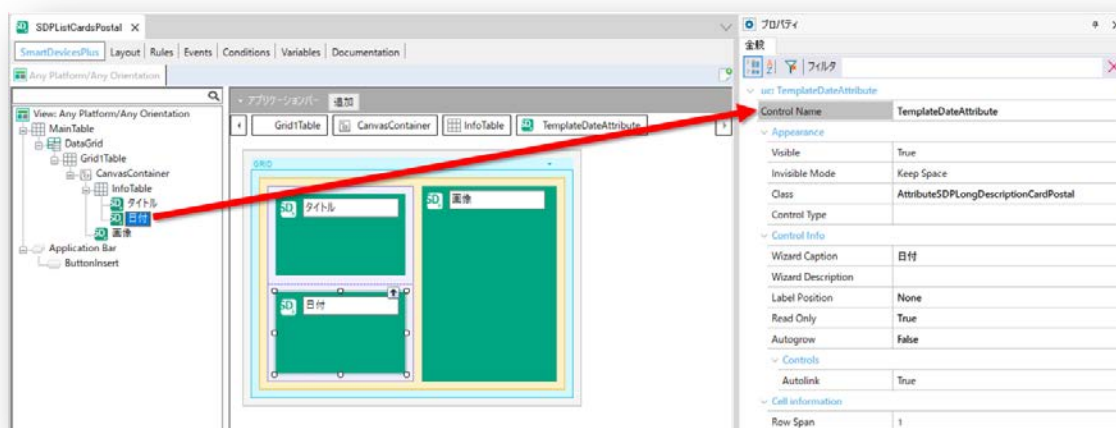 SDPListCardsPostal
SmartDevicesPlus Layout Rules Events Conditions Variables Documentation
Any Platform/Any Orientation
View: Any Platform/Any Orientation
MainTable
DataGrid
Grid1Table
CanvasContainer
InfoTable
タイトル
日付
画像
Application Bar
ButtonInsert
アプリケーションバー 追加
Grid1Table CanvasContainer InfoTable TemplateDateAttribute
GRID
SD タイトル
SD 画像
SD 日付
プロパティ
全般
フィルタ
uc: TemplateDateAttribute
Control Name TemplateDateAttribute
Appearance
Visible True
Invisible Mode Keep Space
Class AttributeSDPLongDescriptionCardPostal
Control Type
Control Info
Wizard Caption 日付
Wizard Description
Label Position None
Read Only True
Autogrow False
Controls
Autolink True
Cell information
Row Span 1